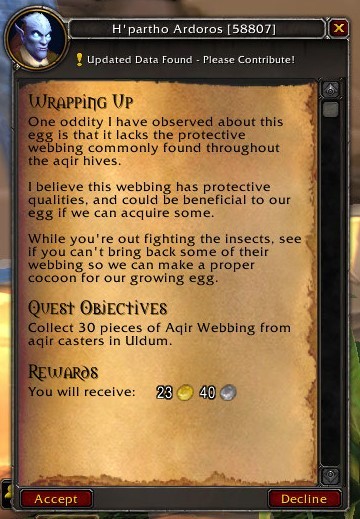 H'partho Ardoros [58807]
! Updated Data Found - Please Contribute!
Wrapping Up
One oddity I have observed about this
egg is that it lacks the protective
webbing commonly found throughout
the aqir hives.
I believe this webbing has protective
qualities, and could be beneficial to our
egg if we can acquire some.
While you're out fighting the insects, see
if you can't bring back some of their
webbing so we can make a proper
cocoon for our growing egg.
Quest Objectives
Collect 30 pieces of Aqir Webbing from
aqir casters in Uldum.
Rewards
You will receive: 23 40
Accept Decline